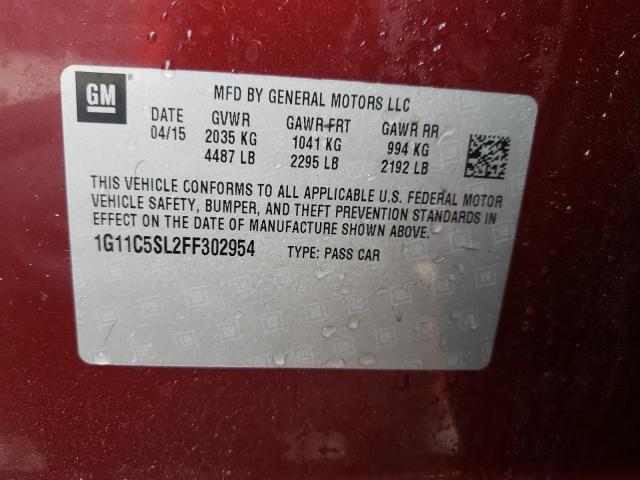 GM
MFD BY GENERAL MOTORS LLC
DATE GVWR GAWR FRT GAWR RR
04/15 2035 KG 1041 KG 994 KG
4487 LB 2295 LB 2192 LB
THIS VEHICLE CONFORMS TO ALL APPLICABLE U.S. FEDERAL MOTOR
VEHICLE SAFETY, BUMPER, AND THEFT PREVENTION STANDARDS IN
EFFECT ON THE DATE OF MANUFACTURE SHOWN ABOVE.
1G11C5SL2FF302954 TYPE: PASS CAR